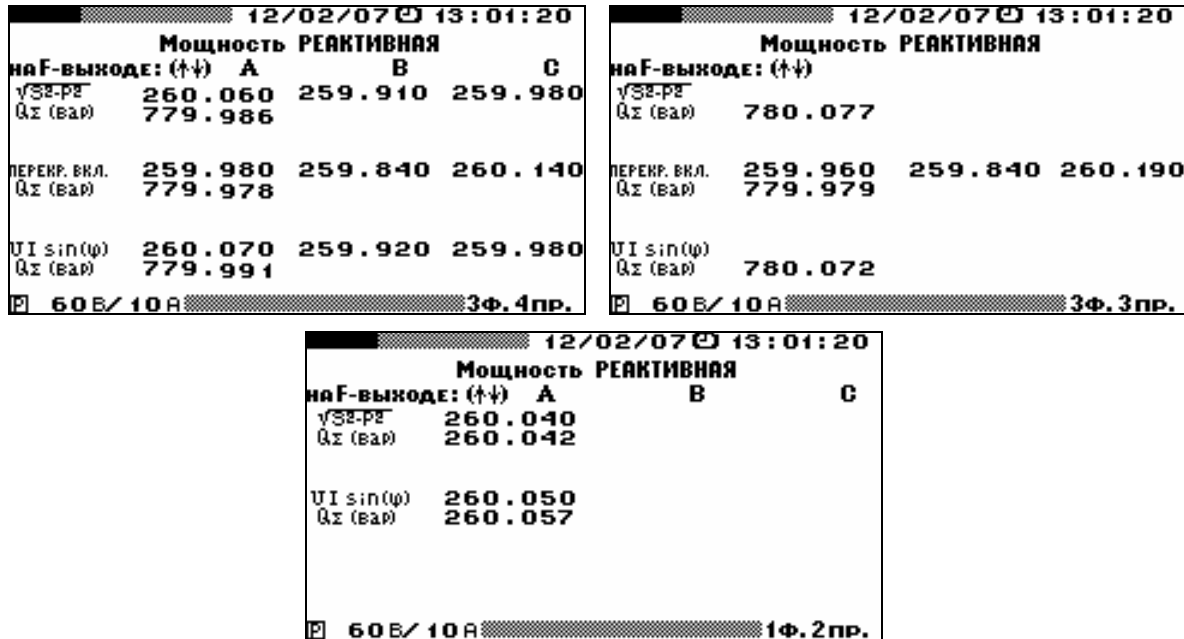 12/02/07 13:01:20
Мощность РЕАКТИВНАЯ
на F-выходе: (↑↓) A B C
√S²-P² 260.060 259.910 259.980
QΣ (вар) 779.986
ПЕРЕКР. ВКЛ. 259.980 259.840 260.140
QΣ (вар) 779.978
UI sin(φ) 260.070 259.920 259.980
QΣ (вар) 779.991
P 60В/10А 3ф.4пр.
12/02/07 13:01:20
Мощность РЕАКТИВНАЯ
на F-выходе: (↑↓)
√S²-P²
QΣ (вар) 780.077
ПЕРЕКР. ВКЛ. 259.960 259.840 260.190
QΣ (вар) 779.979
UI sin(φ)
QΣ (вар) 780.072
P 60В/10А 3ф.3пр.
12/02/07 13:01:20
Мощность РЕАКТИВНАЯ
на F-выходе: (↑↓) A B C
√S²-P² 260.040
QΣ (вар) 260.042
UI sin(φ) 260.050
QΣ (вар) 260.057
P 60В/10А 1ф.2пр.